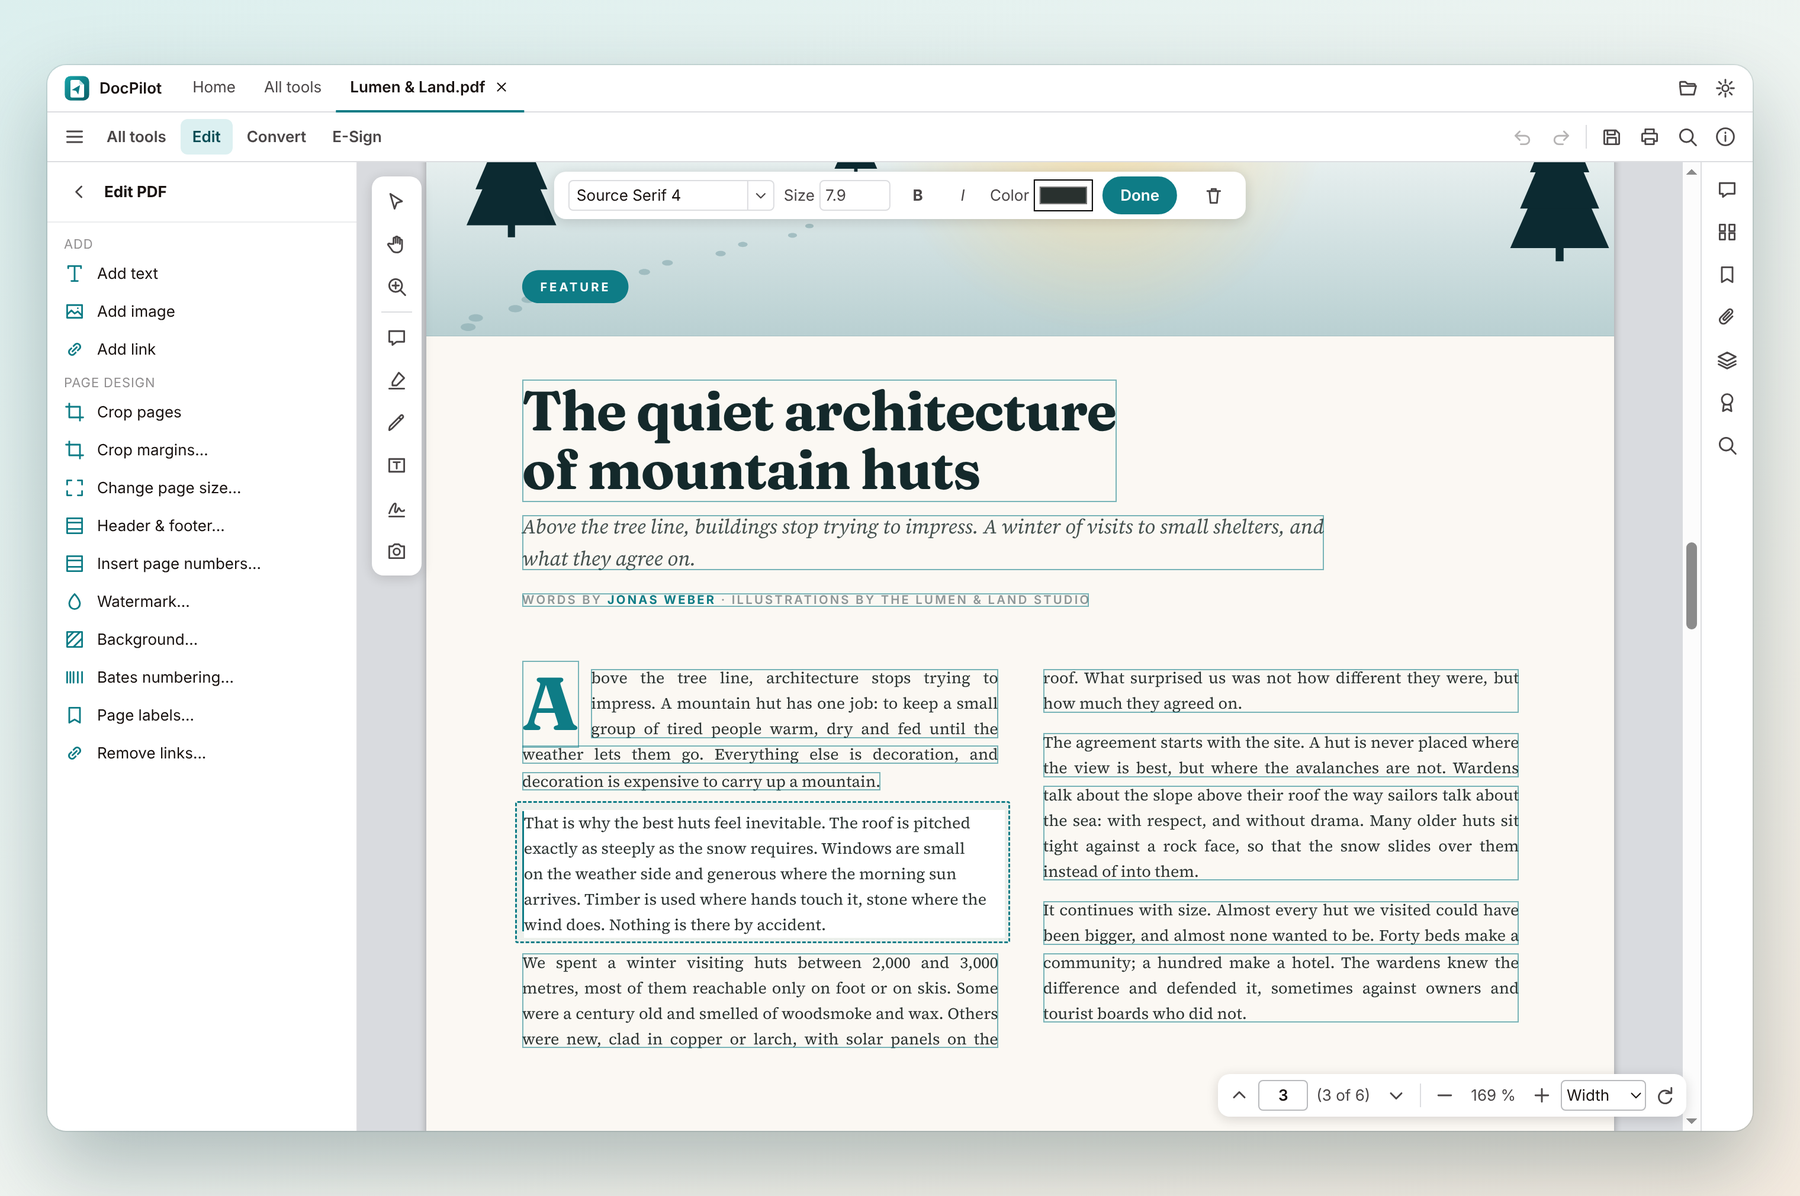 DocPilot
Home
All tools
Lumen & Land.pdf
All tools
Edit
Convert
E-Sign
Edit PDF
ADD
Add text
Add image
Add link
PAGE DESIGN
Crop pages
Crop margins...
Change page size...
Header & footer...
Insert page numbers...
Watermark...
Background...
Bates numbering...
Page labels...
Remove links...
Source Serif 4
Size 7.9
B
I
Color
Done
FEATURE
The quiet architecture
of mountain huts
Above the tree line, buildings stop trying to impress. A winter of visits to small shelters, and
what they agree on.
WORDS BY JONAS WEBER · ILLUSTRATIONS BY THE LUMEN & LAND STUDIO
A
bove the tree line, architecture stops trying to
impress. A mountain hut has one job: to keep a small
group of tired people warm, dry and fed until the
weather lets them go. Everything else is decoration, and
decoration is expensive to carry up a mountain.
That is why the best huts feel inevitable. The roof is pitched
exactly as steeply as the snow requires. Windows are small
on the weather side and generous where the morning sun
arrives. Timber is used where hands touch it, stone where the
wind does. Nothing is there by accident.
We spent a winter visiting huts between 2,000 and 3,000
metres, most of them reachable only on foot or on skis. Some
were a century old and smelled of woodsmoke and wax. Others
were new, clad in copper or larch, with solar panels on the
roof. What surprised us was not how different they were, but
how much they agreed on.
The agreement starts with the site. A hut is never placed where
the view is best, but where the avalanches are not. Wardens
talk about the slope above their roof the way sailors talk about
the sea: with respect, and without drama. Many older huts sit
tight against a rock face, so that the snow slides over them
instead of into them.
It continues with size. Almost every hut we visited could have
been bigger, and almost none wanted to be. Forty beds make a
community; a hundred make a hotel. The wardens knew the
difference and defended it, sometimes against owners and
tourist boards who did not.
3
(3 of 6)
169 %
Width